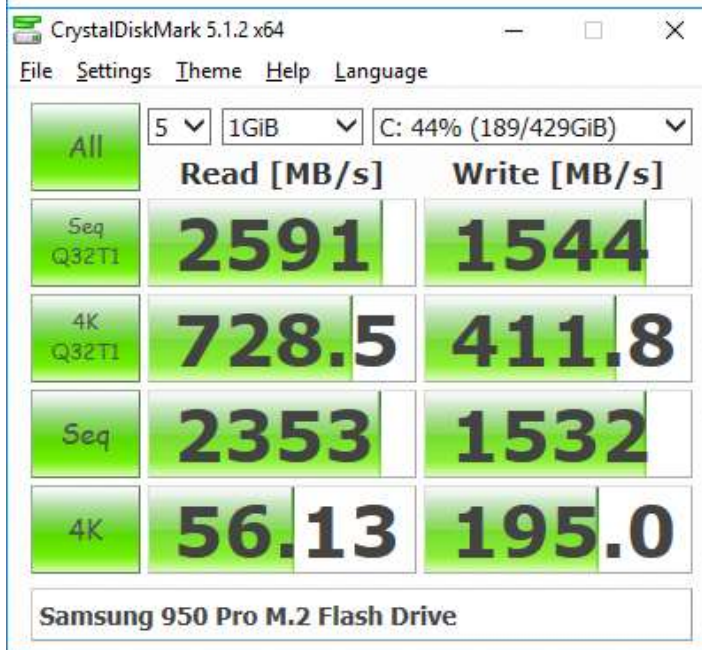 CrystalDiskMark 5.1.2 x64
File Settings Theme Help Language
All 5 1GiB C: 44% (189/429GiB)
Read [MB/s] Write [MB/s]
Seq
Q32T1 2591 1544
4K
Q32T1 728.5 411.8
Seq 2353 1532
4K 56.13 195.0
Samsung 950 Pro M.2 Flash Drive